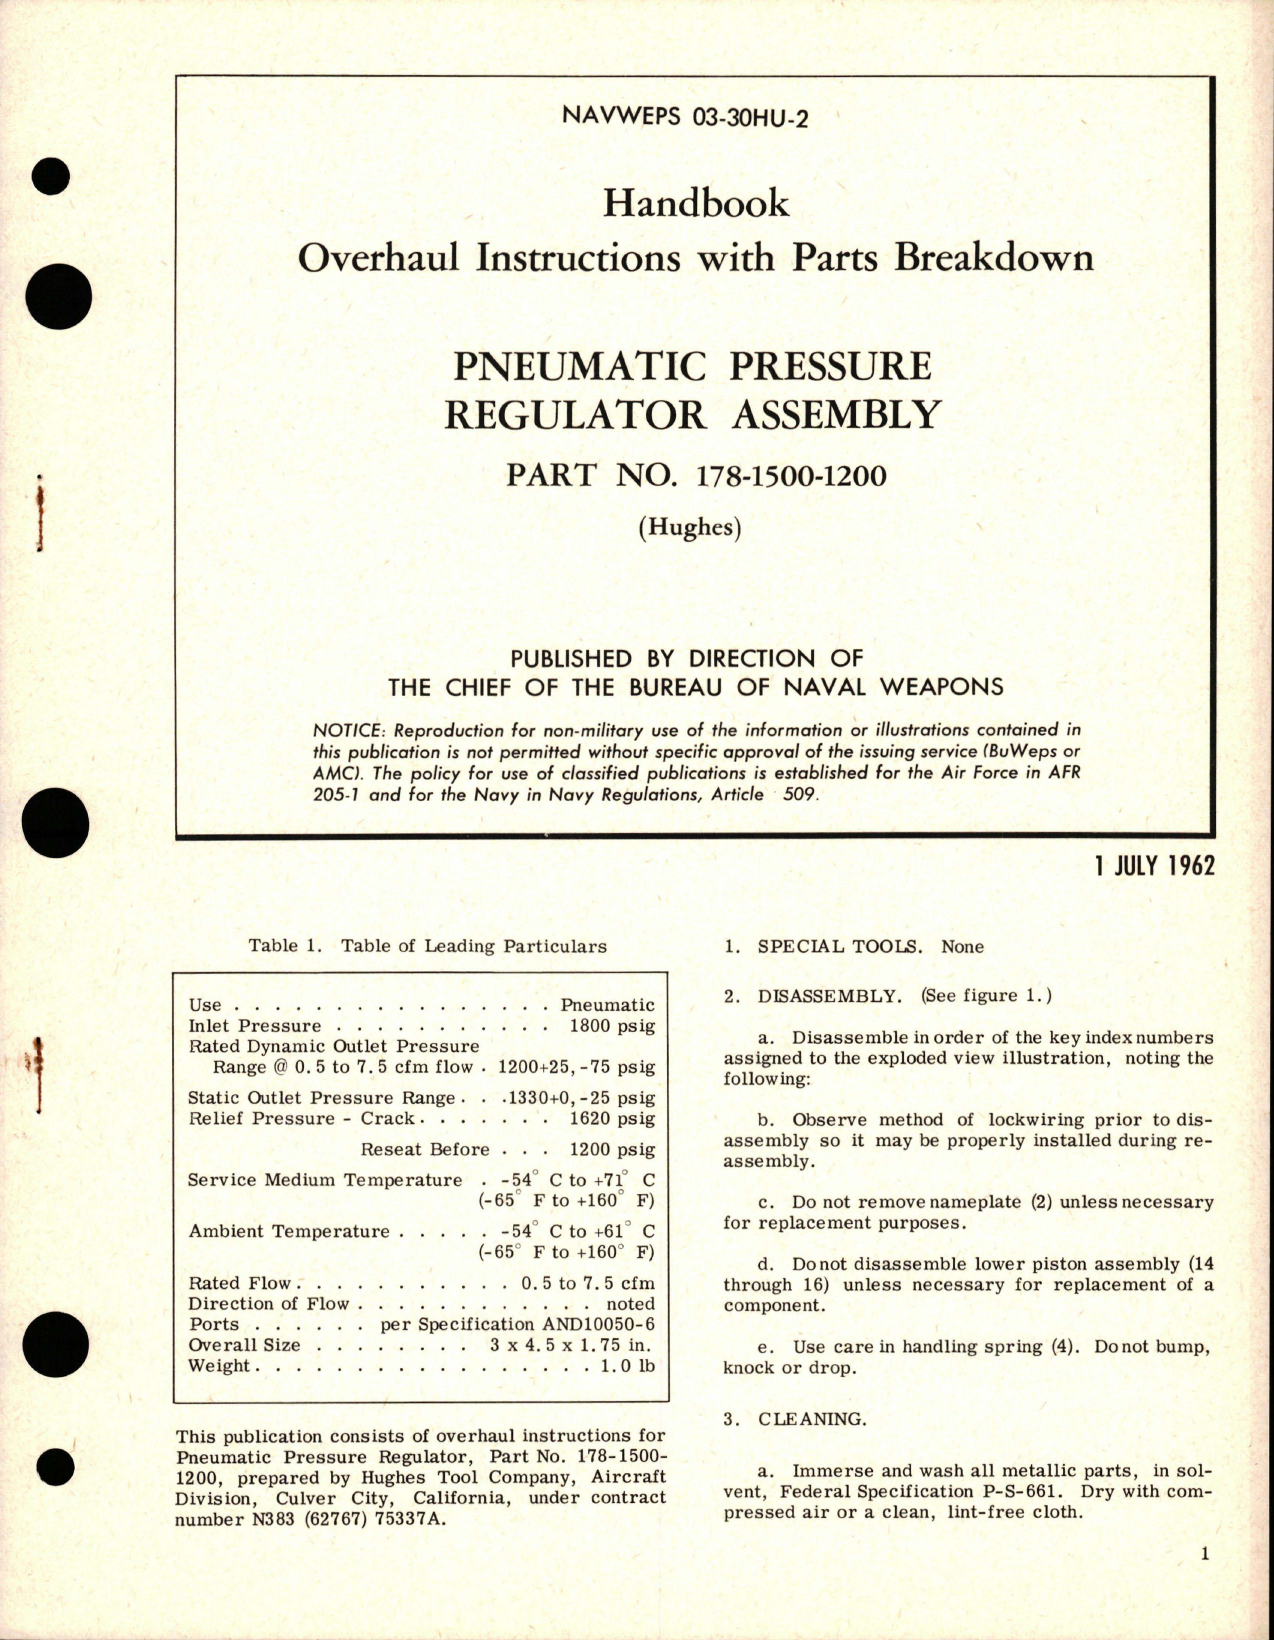 NAVWEPS 03-30HU-2
Handbook
Overhaul Instructions with Parts Breakdown
PNEUMATIC PRESSURE
REGULATOR ASSEMBLY
PART NO. 178-1500-1200
(Hughes)
PUBLISHED BY DIRECTION OF
THE CHIEF OF THE BUREAU OF NAVAL WEAPONS
NOTICE: Reproduction for non-military use of the information or illustrations contained in
this publication is not permitted without specific approval of the issuing service (BuWeps or
AMC). The policy for use of classified publications is established for the Air Force in AFR
205-1 and for the Navy in Navy Regulations, Article 509.
1 JULY 1962
Table 1. Table of Leading Particulars
Use . . . . . . . . . . . . . . . . . Pneumatic
Inlet Pressure . . . . . . . . . . . 1800 psig
Rated Dynamic Outlet Pressure
Range @ 0.5 to 7.5 cfm flow . 1200+25,-75 psig
Static Outlet Pressure Range . . .1330+0,-25 psig
Relief Pressure - Crack . . . . . . . 1620 psig
Reseat Before . . . 1200 psig
Service Medium Temperature . -54° C to +71° C
(-65° F to +160° F)
Ambient Temperature . . . . . -54° C to +61° C
(-65° F to +160° F)
Rated Flow . . . . . . . . . . . . 0.5 to 7.5 cfm
Direction of Flow . . . . . . . . . . . . noted
Ports . . . . . . per Specification AND10050-6
Overall Size . . . . . . . . 3 x 4.5 x 1.75 in.
Weight . . . . . . . . . . . . . . . . . 1.0 lb
This publication consists of overhaul instructions for
Pneumatic Pressure Regulator, Part No. 178-1500-
1200, prepared by Hughes Tool Company, Aircraft
Division, Culver City, California, under contract
number N383 (62767) 75337A.
1. SPECIAL TOOLS. None
2. DISASSEMBLY. (See figure 1.)
a. Disassemble in order of the key index numbers
assigned to the exploded view illustration, noting the
following:
b. Observe method of lockwiring prior to dis-
assembly so it may be properly installed during re-
assembly.
c. Do not remove nameplate (2) unless necessary
for replacement purposes.
d. Do not disassemble lower piston assembly (14
through 16) unless necessary for replacement of a
component.
e. Use care in handling spring (4). Do not bump,
knock or drop.
3. CLEANING.
a. Immerse and wash all metallic parts, in sol-
vent, Federal Specification P-S-661. Dry with com-
pressed air or a clean, lint-free cloth.
1